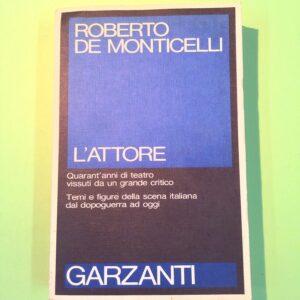 ROBERTO
DE MONTICELLI
L'ATTORE
Quarant'anni di teatro
vissuti da un grande critico
Temi e figure della scena italiana
dal dopoguerra ad oggi
GARZANTI